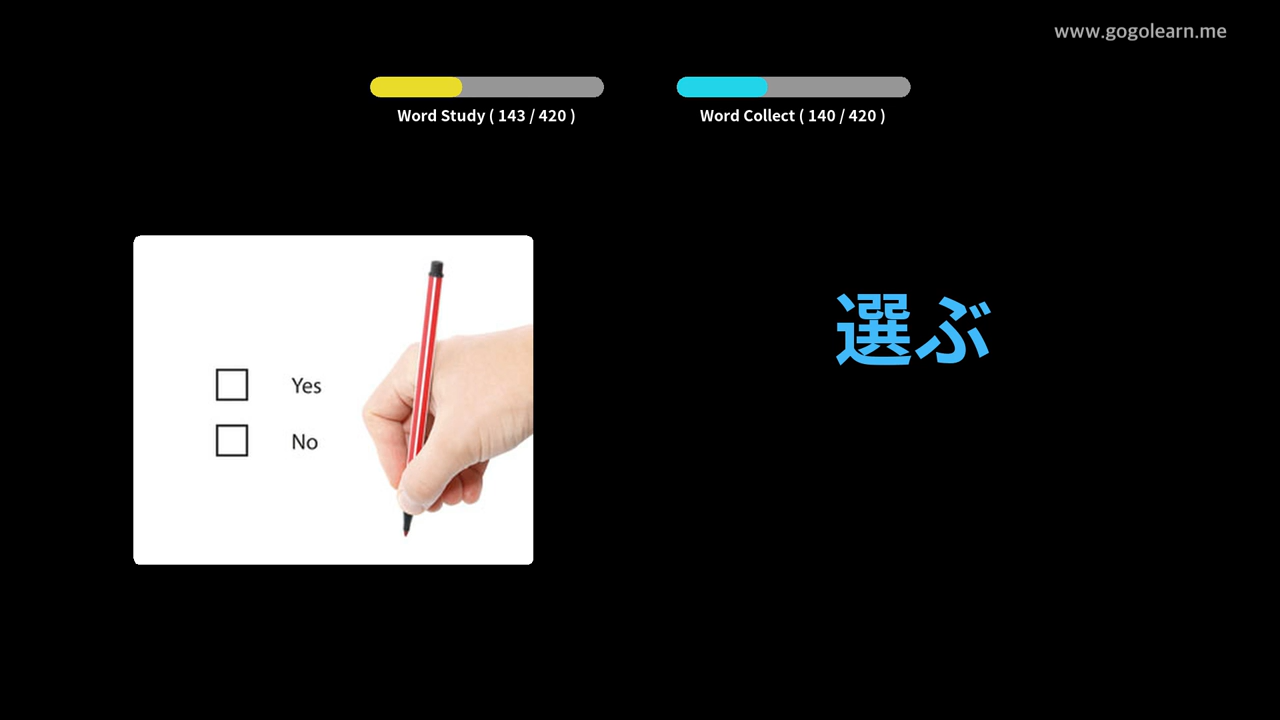 www.gogolearn.me
Word Study ( 143 / 420 )
Word Collect ( 140 / 420 )
Yes
No
選ぶ